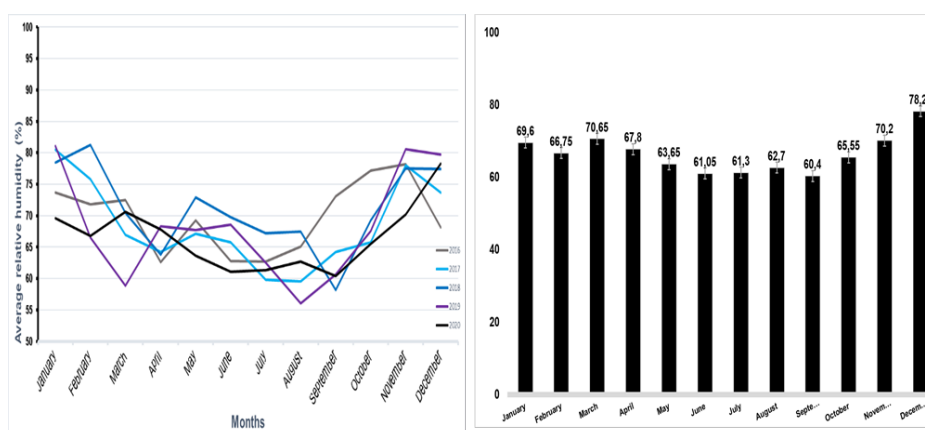 Average relative humidity (%)
100
95
90
85
80
75
70
65
60
55
50
2016
2017
2018
2019
2020
January
February
March
April
May
June
July
August
September
October
November
December
Months
100
80
60
40
20
0
69,6
66,75
70,65
67,8
63,65
61,05
61,3
62,7
60,4
65,55
70,2
78,2
January
February
March
April
May
June
July
August
Septe...
October
Novem...
Decem...